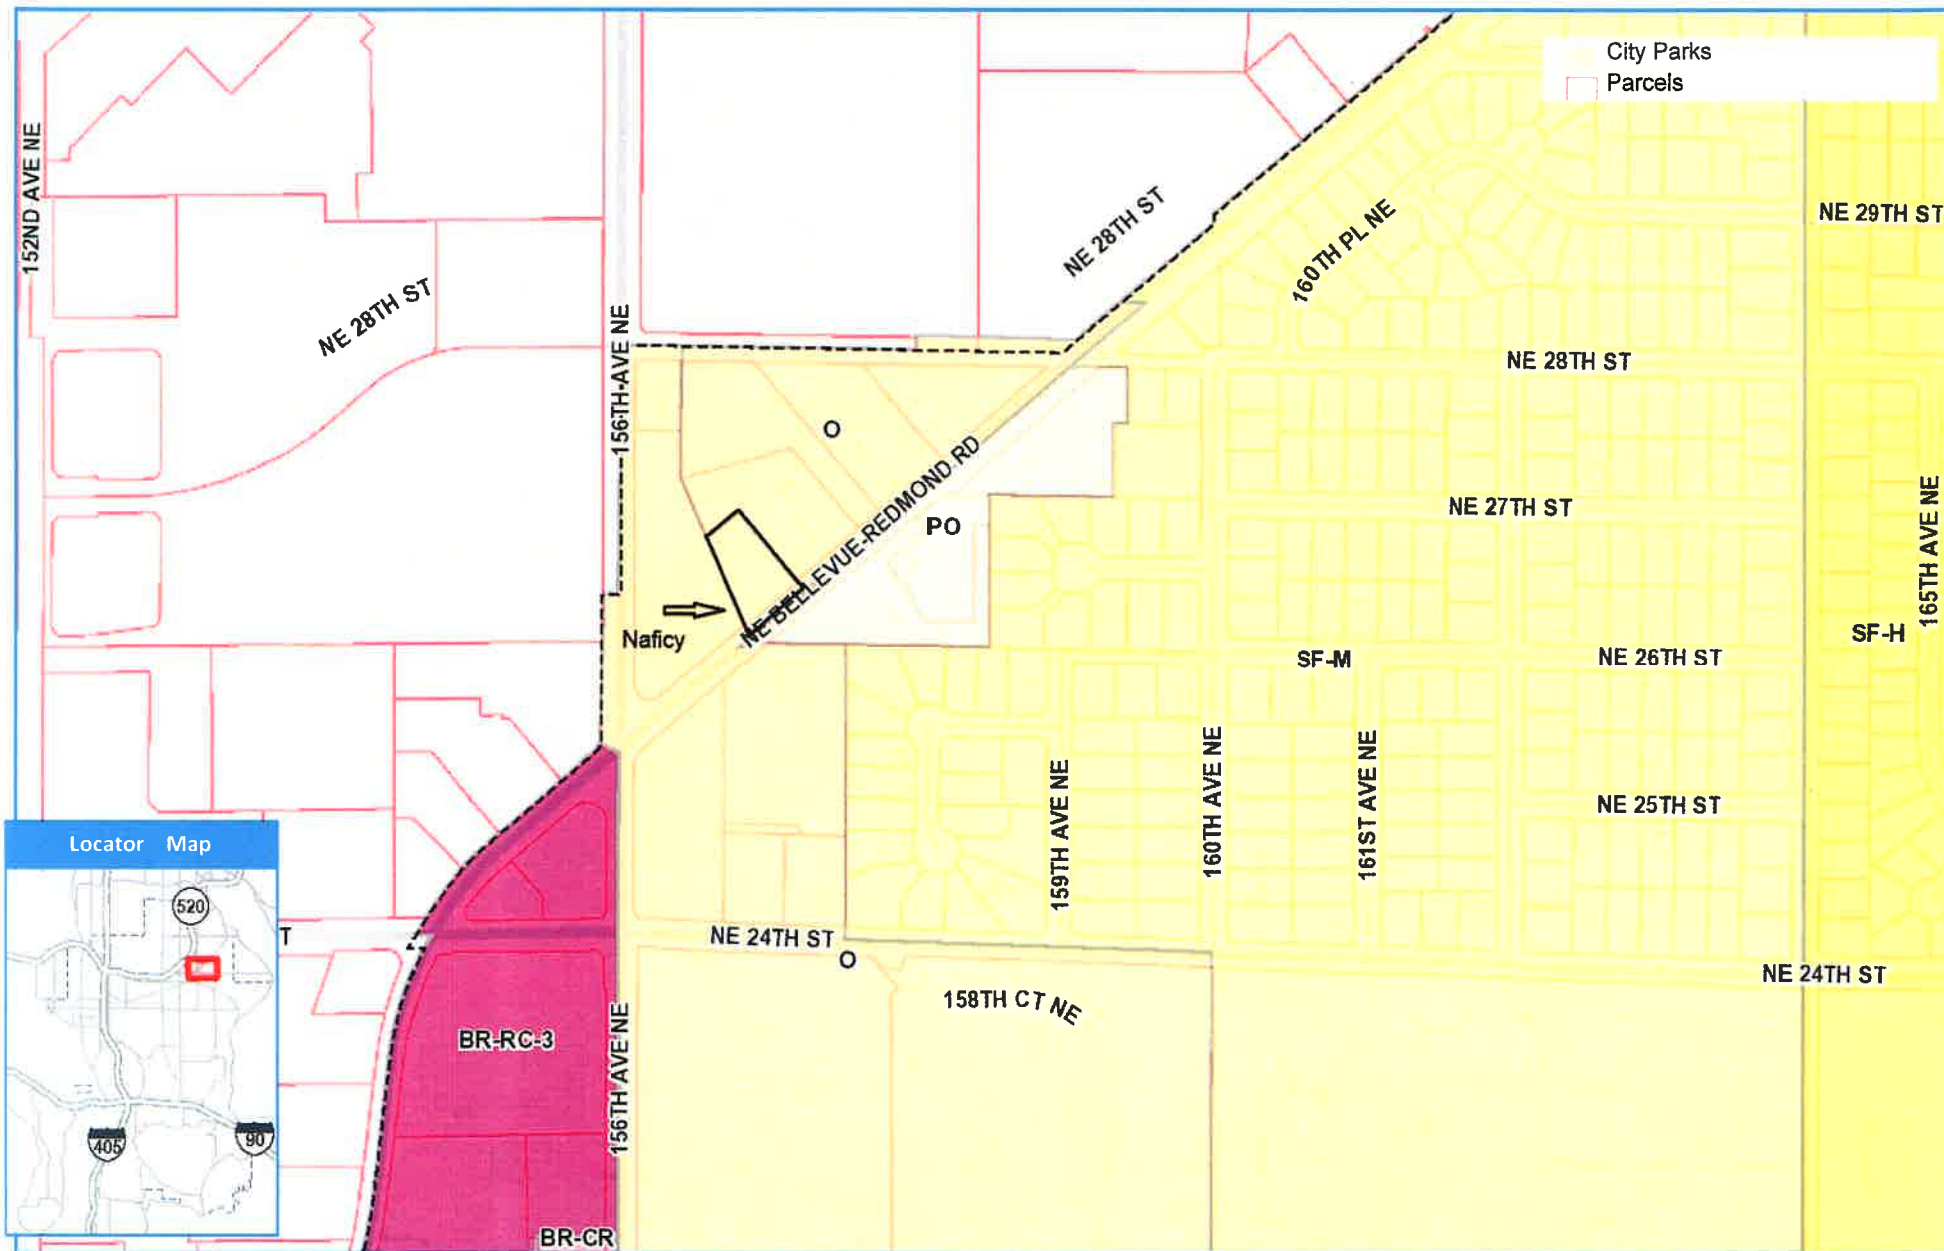 City Parks
Parcels
152ND AVE NE
NE 28TH ST
NE 28TH ST
160TH PL NE
NE 29TH ST
156TH AVE NE
NE 28TH ST
O
NE BELLEVUE-REDMOND RD
PO
NE 27TH ST
165TH AVE NE
Naficy
SF-M
NE 26TH ST
SF-H
159TH AVE NE
160TH AVE NE
161ST AVE NE
NE 25TH ST
Locator Map
520
T
NE 24TH ST
O
NE 24TH ST
158TH CT NE
BR-RC-3
156TH AVE NE
405
90
BR-CR